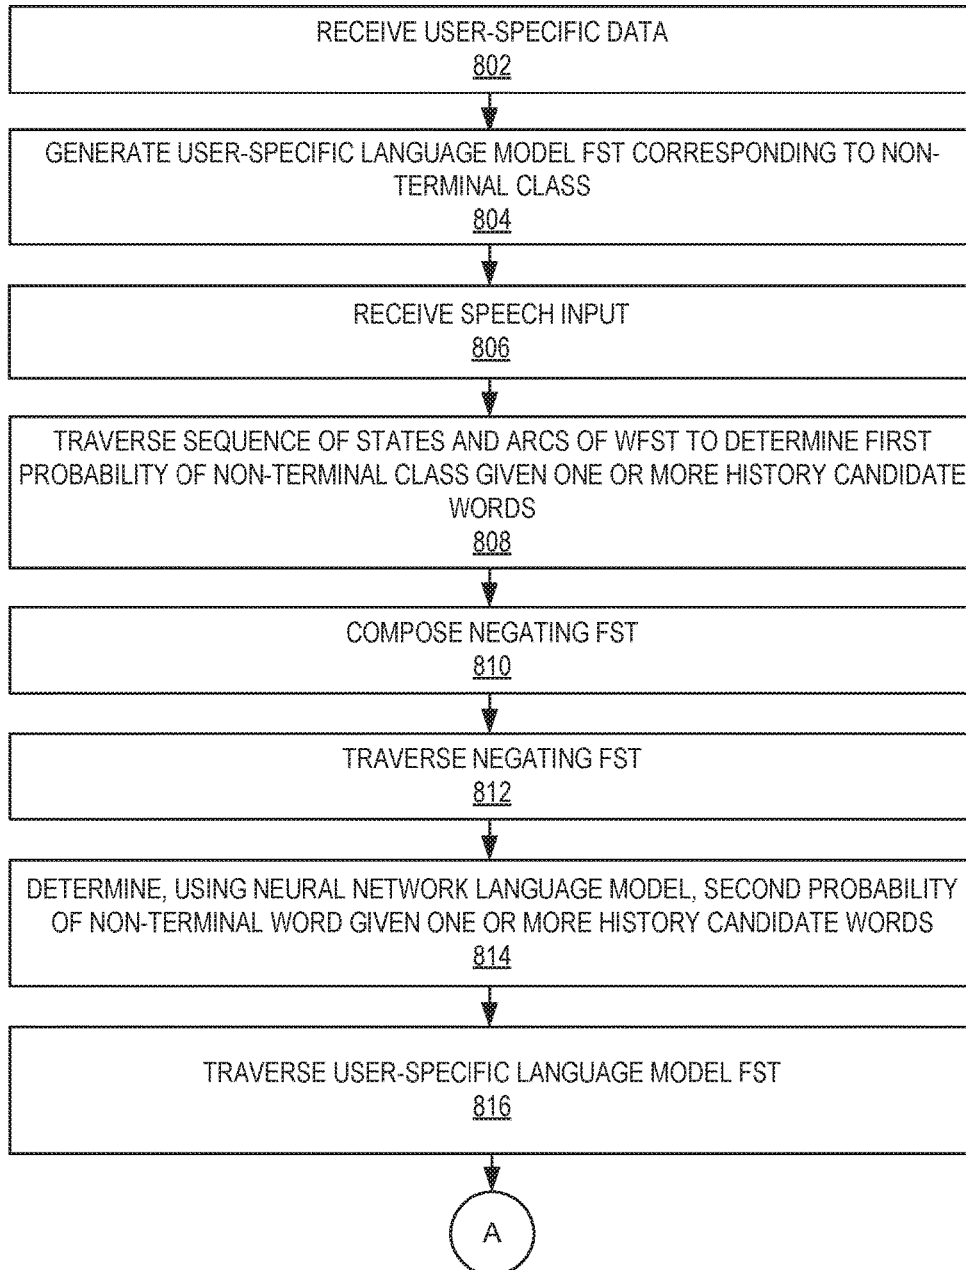 RECEIVE USER-SPECIFIC DATA
802
GENERATE USER-SPECIFIC LANGUAGE MODEL FST CORRESPONDING TO NON-
TERMINAL CLASS
804
RECEIVE SPEECH INPUT
806
TRAVERSE SEQUENCE OF STATES AND ARCS OF WFST TO DETERMINE FIRST
PROBABILITY OF NON-TERMINAL CLASS GIVEN ONE OR MORE HISTORY CANDIDATE
WORDS
808
COMPOSE NEGATING FST
810
TRAVERSE NEGATING FST
812
DETERMINE, USING NEURAL NETWORK LANGUAGE MODEL, SECOND PROBABILITY
OF NON-TERMINAL WORD GIVEN ONE OR MORE HISTORY CANDIDATE WORDS
814
TRAVERSE USER-SPECIFIC LANGUAGE MODEL FST
816
A